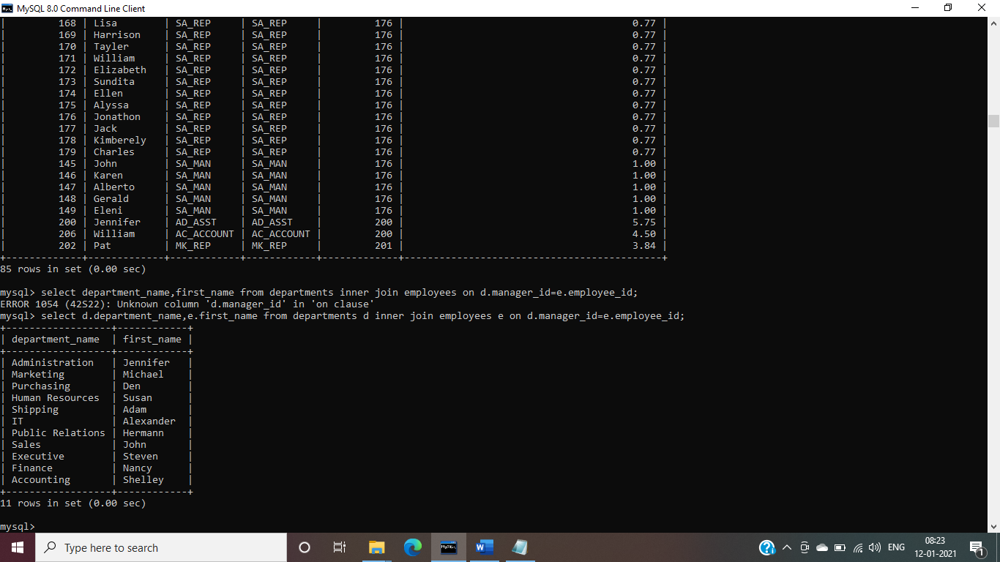 MySQL 8.0 Command Line Client
| 168 | Lisa | SA_REP | SA_REP | 176 | 0.77 |
| 169 | Harrison | SA_REP | SA_REP | 176 | 0.77 |
| 170 | Tayler | SA_REP | SA_REP | 176 | 0.77 |
| 171 | William | SA_REP | SA_REP | 176 | 0.77 |
| 172 | Elizabeth | SA_REP | SA_REP | 176 | 0.77 |
| 173 | Sundita | SA_REP | SA_REP | 176 | 0.77 |
| 174 | Ellen | SA_REP | SA_REP | 176 | 0.77 |
| 175 | Alyssa | SA_REP | SA_REP | 176 | 0.77 |
| 176 | Jonathon | SA_REP | SA_REP | 176 | 0.77 |
| 177 | Jack | SA_REP | SA_REP | 176 | 0.77 |
| 178 | Kimberely | SA_REP | SA_REP | 176 | 0.77 |
| 179 | Charles | SA_REP | SA_REP | 176 | 0.77 |
| 145 | John | SA_MAN | SA_MAN | 176 | 1.00 |
| 146 | Karen | SA_MAN | SA_MAN | 176 | 1.00 |
| 147 | Alberto | SA_MAN | SA_MAN | 176 | 1.00 |
| 148 | Gerald | SA_MAN | SA_MAN | 176 | 1.00 |
| 149 | Eleni | SA_MAN | SA_MAN | 176 | 1.00 |
| 200 | Jennifer | AD_ASST | AD_ASST | 200 | 5.75 |
| 206 | William | AC_ACCOUNT | AC_ACCOUNT | 200 | 4.50 |
| 202 | Pat | MK_REP | MK_REP | 201 | 3.84 |
+-------------+-------------+------------+------------+-------------+--------------------------------------------+
85 rows in set (0.00 sec)
mysql> select department_name,first_name from departments inner join employees on d.manager_id=e.employee_id;
ERROR 1054 (42S22): Unknown column 'd.manager_id' in 'on clause'
mysql> select d.department_name,e.first_name from departments d inner join employees e on d.manager_id=e.employee_id;
+------------------+------------+
| department_name | first_name |
+------------------+------------+
| Administration | Jennifer |
| Marketing | Michael |
| Purchasing | Den |
| Human Resources | Susan |
| Shipping | Adam |
| IT | Alexander |
| Public Relations | Hermann |
| Sales | John |
| Executive | Steven |
| Finance | Nancy |
| Accounting | Shelley |
+------------------+------------+
11 rows in set (0.00 sec)
mysql>
Type here to search
ENG
08:23
12-01-2021
1